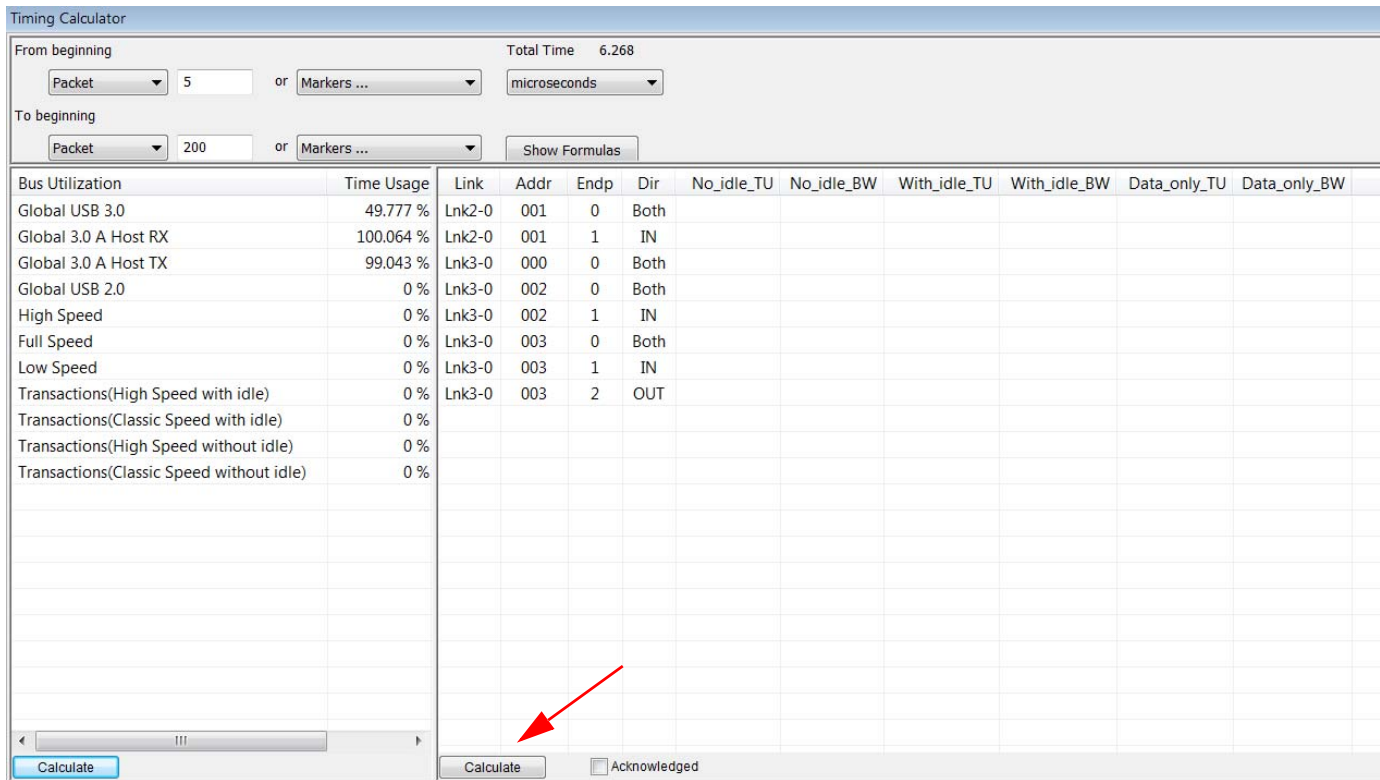 Timing Calculator
From beginning
Total Time 6.268
Packet 5 or Markers ... microseconds
To beginning
Packet 200 or Markers ... Show Formulas
Bus Utilization Time Usage
Global USB 3.0 49.777 %
Global 3.0 A Host RX 100.064 %
Global 3.0 A Host TX 99.043 %
Global USB 2.0 0 %
High Speed 0 %
Full Speed 0 %
Low Speed 0 %
Transactions(High Speed with idle) 0 %
Transactions(Classic Speed with idle) 0 %
Transactions(High Speed without idle) 0 %
Transactions(Classic Speed without idle) 0 %
Calculate
Link Addr Endp Dir No_idle_TU No_idle_BW With_idle_TU With_idle_BW Data_only_TU Data_only_BW
Lnk2-0 001 0 Both
Lnk2-0 001 1 IN
Lnk3-0 000 0 Both
Lnk3-0 002 0 Both
Lnk3-0 002 1 IN
Lnk3-0 003 0 Both
Lnk3-0 003 1 IN
Lnk3-0 003 2 OUT
Calculate Acknowledged